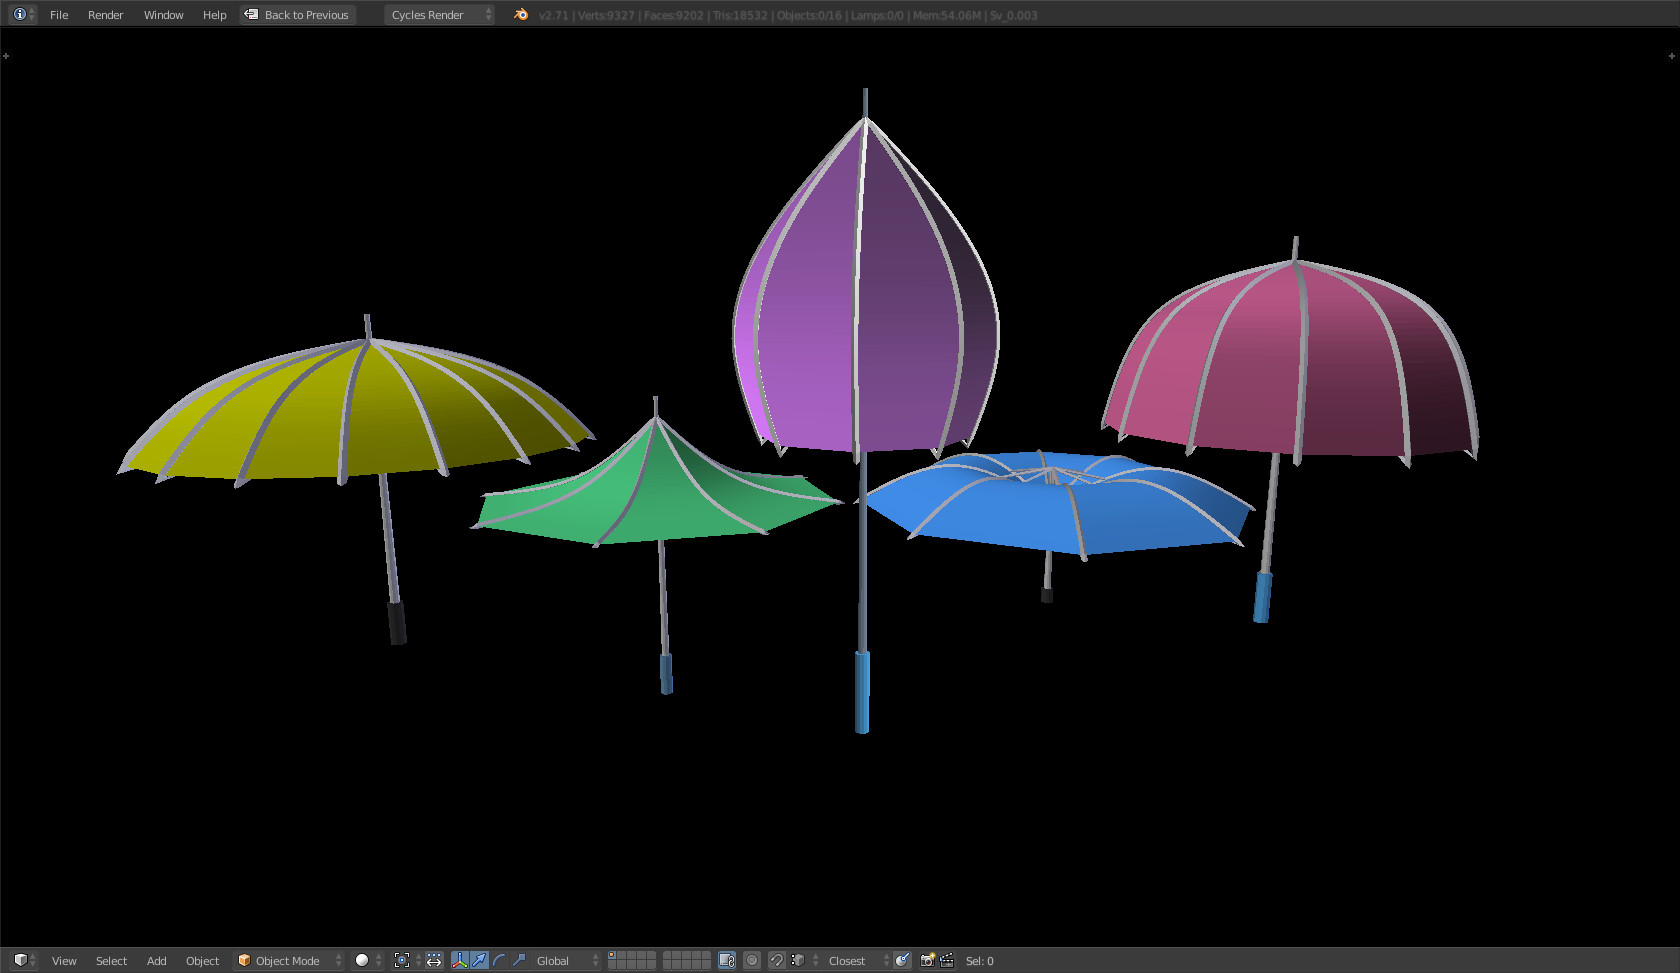 File Render Window Help Back to Previous Cycles Render v2.71 | Verts:9327 | Faces:9202 | Tris:18532 | Objects:0/16 | Lamps:0/0 | Mem:54.06M | Sv_0.003
View Select Add Object Object Mode Global Closest Sel: 0